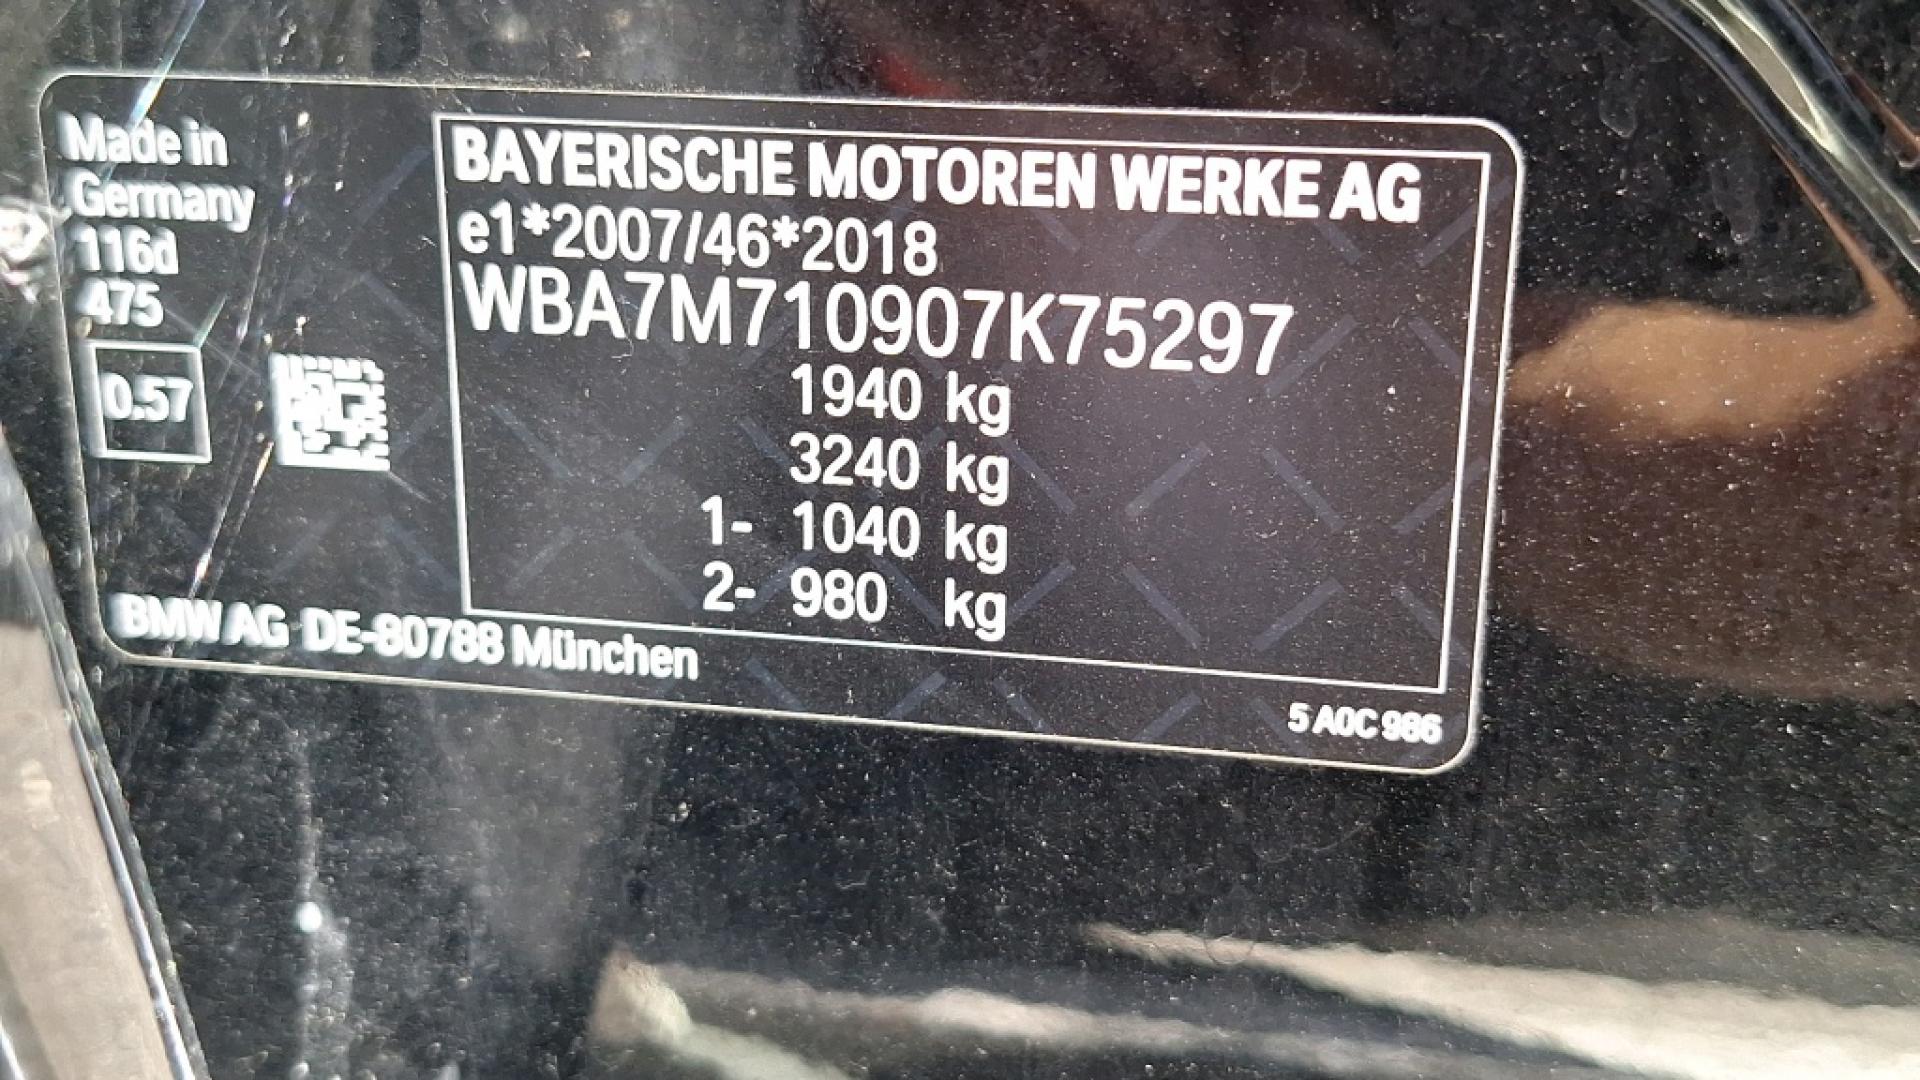 Made in
Germany
116d
475
0.57
BAYERISCHE MOTOREN WERKE AG
e1*2007/46*2018
WBA7M710907K75297
1940 kg
3240 kg
1- 1040 kg
2- 980 kg
BMW AG DE-80788 München
5 A0C 986